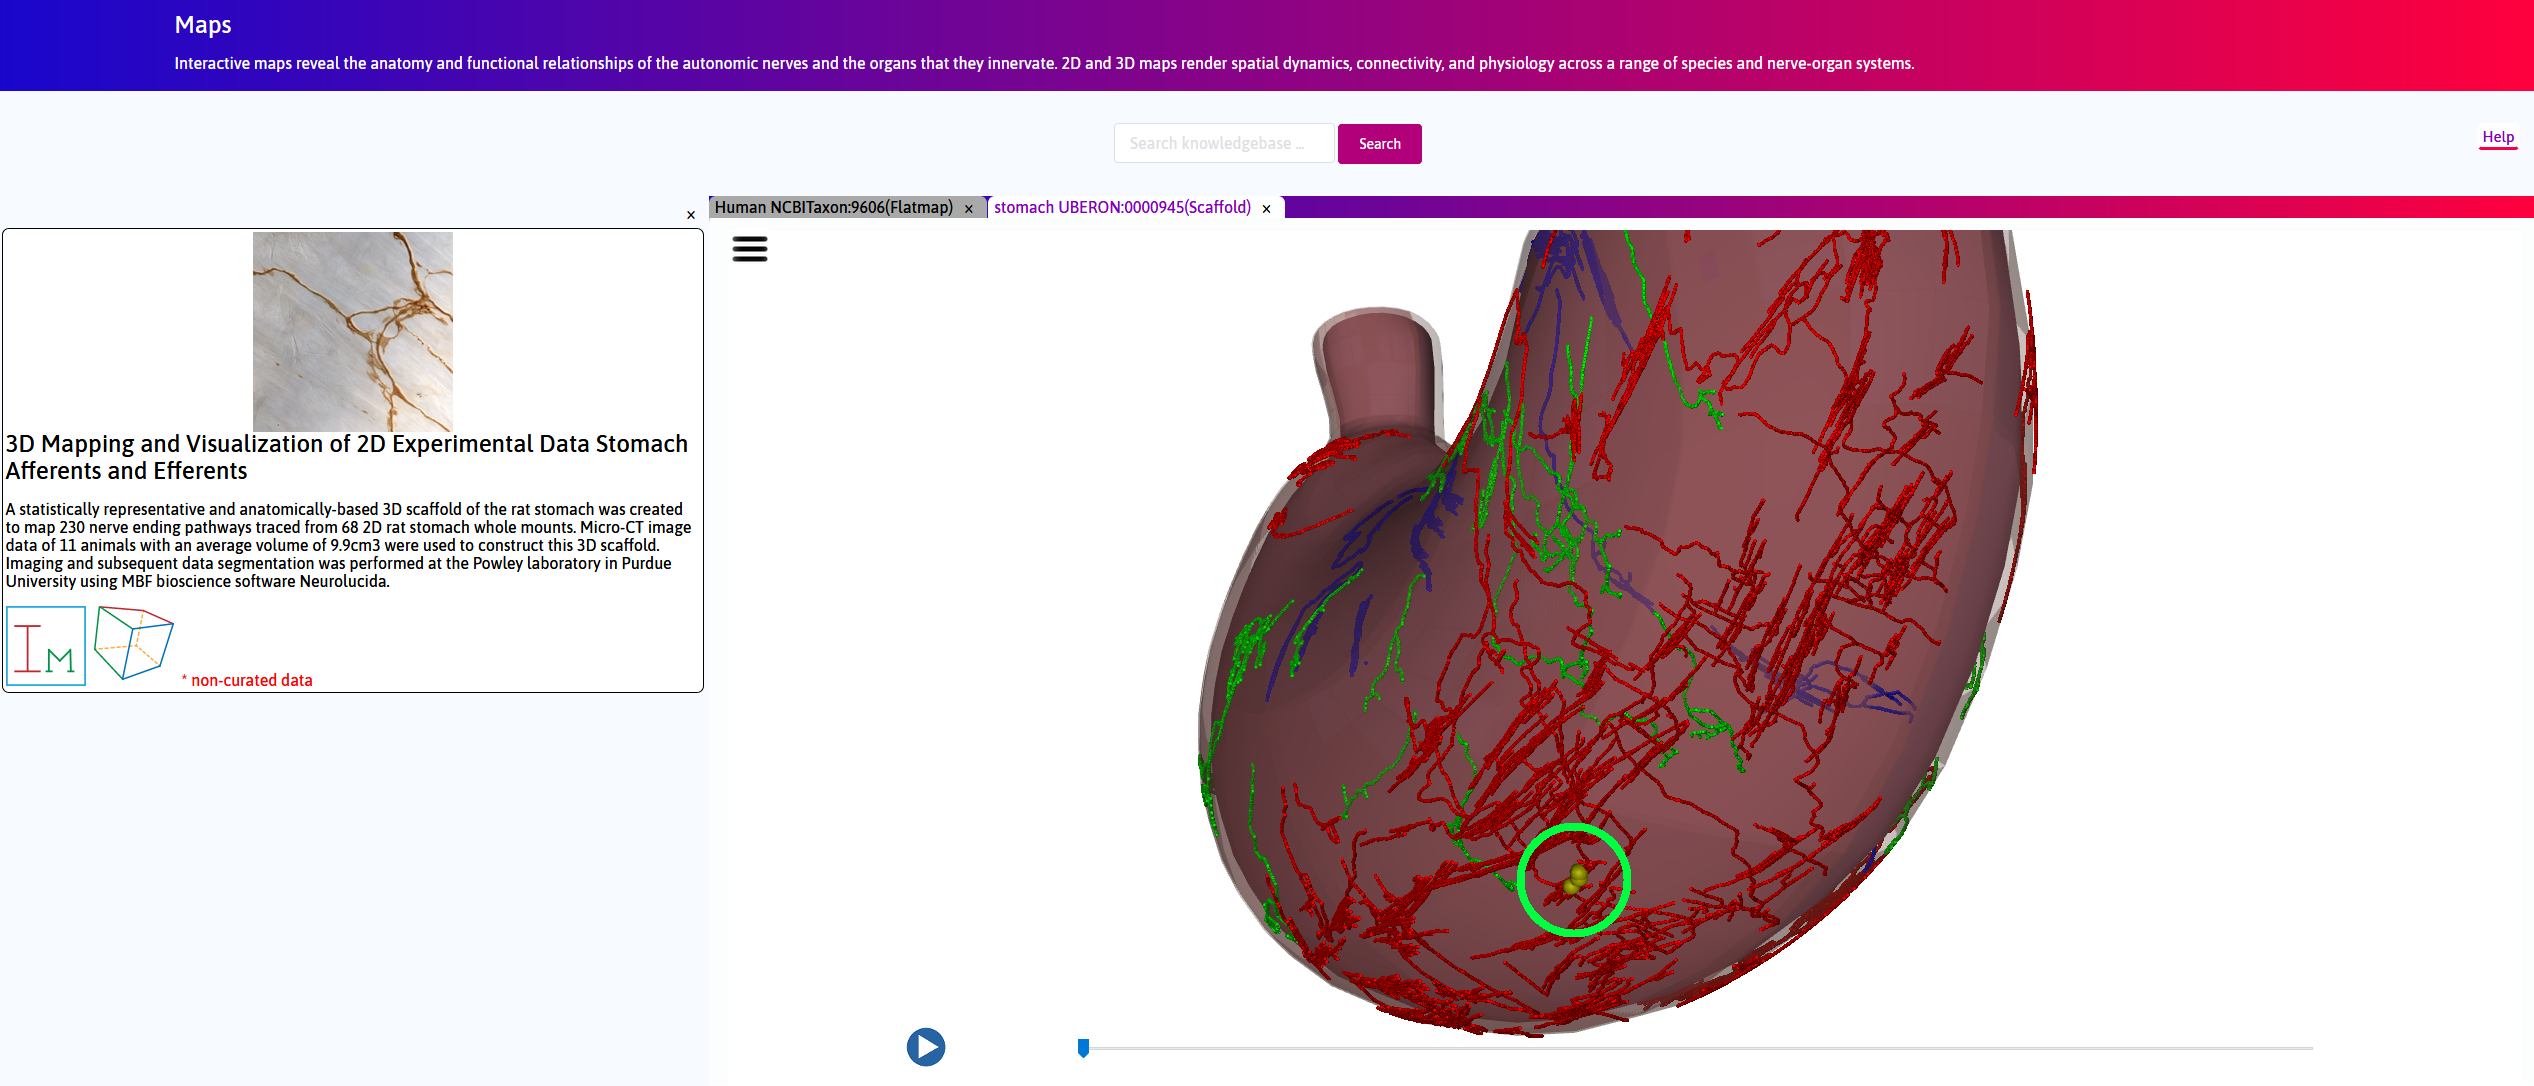 Maps
Interactive maps reveal the anatomy and functional relationships of the autonomic nerves and the organs that they innervate. 2D and 3D maps render spatial dynamics, connectivity, and physiology across a range of species and nerve-organ systems.
Search knowledgebase ...
Search
Help
Human NCBITaxon:9606(Flatmap) ×
stomach UBERON:0000945(Scaffold) ×
×
3D Mapping and Visualization of 2D Experimental Data Stomach
Afferents and Efferents
A statistically representative and anatomically-based 3D scaffold of the rat stomach was created
to map 230 nerve ending pathways traced from 68 2D rat stomach whole mounts. Micro-CT image
data of 11 animals with an average volume of 9.9cm3 were used to construct this 3D scaffold.
Imaging and subsequent data segmentation was performed at the Powley laboratory in Purdue
University using MBF bioscience software Neurolucida.
IM
* non-curated data